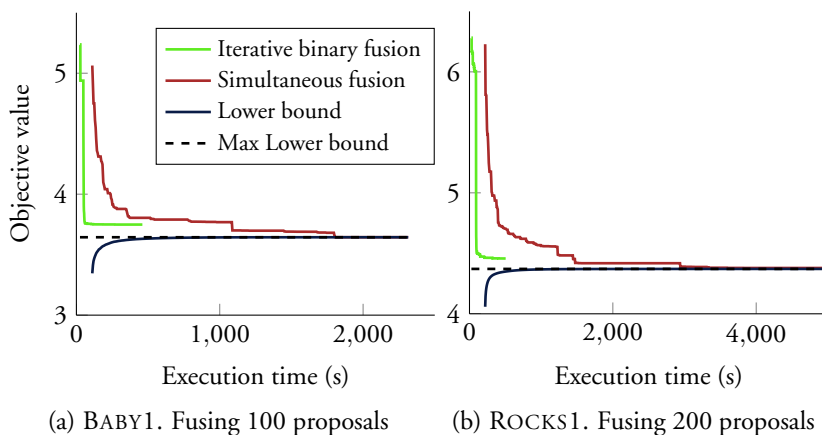 Objective value
5
4
3
0
1,000
2,000
Execution time (s)
Iterative binary fusion
Simultaneous fusion
Lower bound
Max Lower bound
(a) BABY1. Fusing 100 proposals
6
5
4
0
2,000
4,000
Execution time (s)
(b) ROCKS1. Fusing 200 proposals